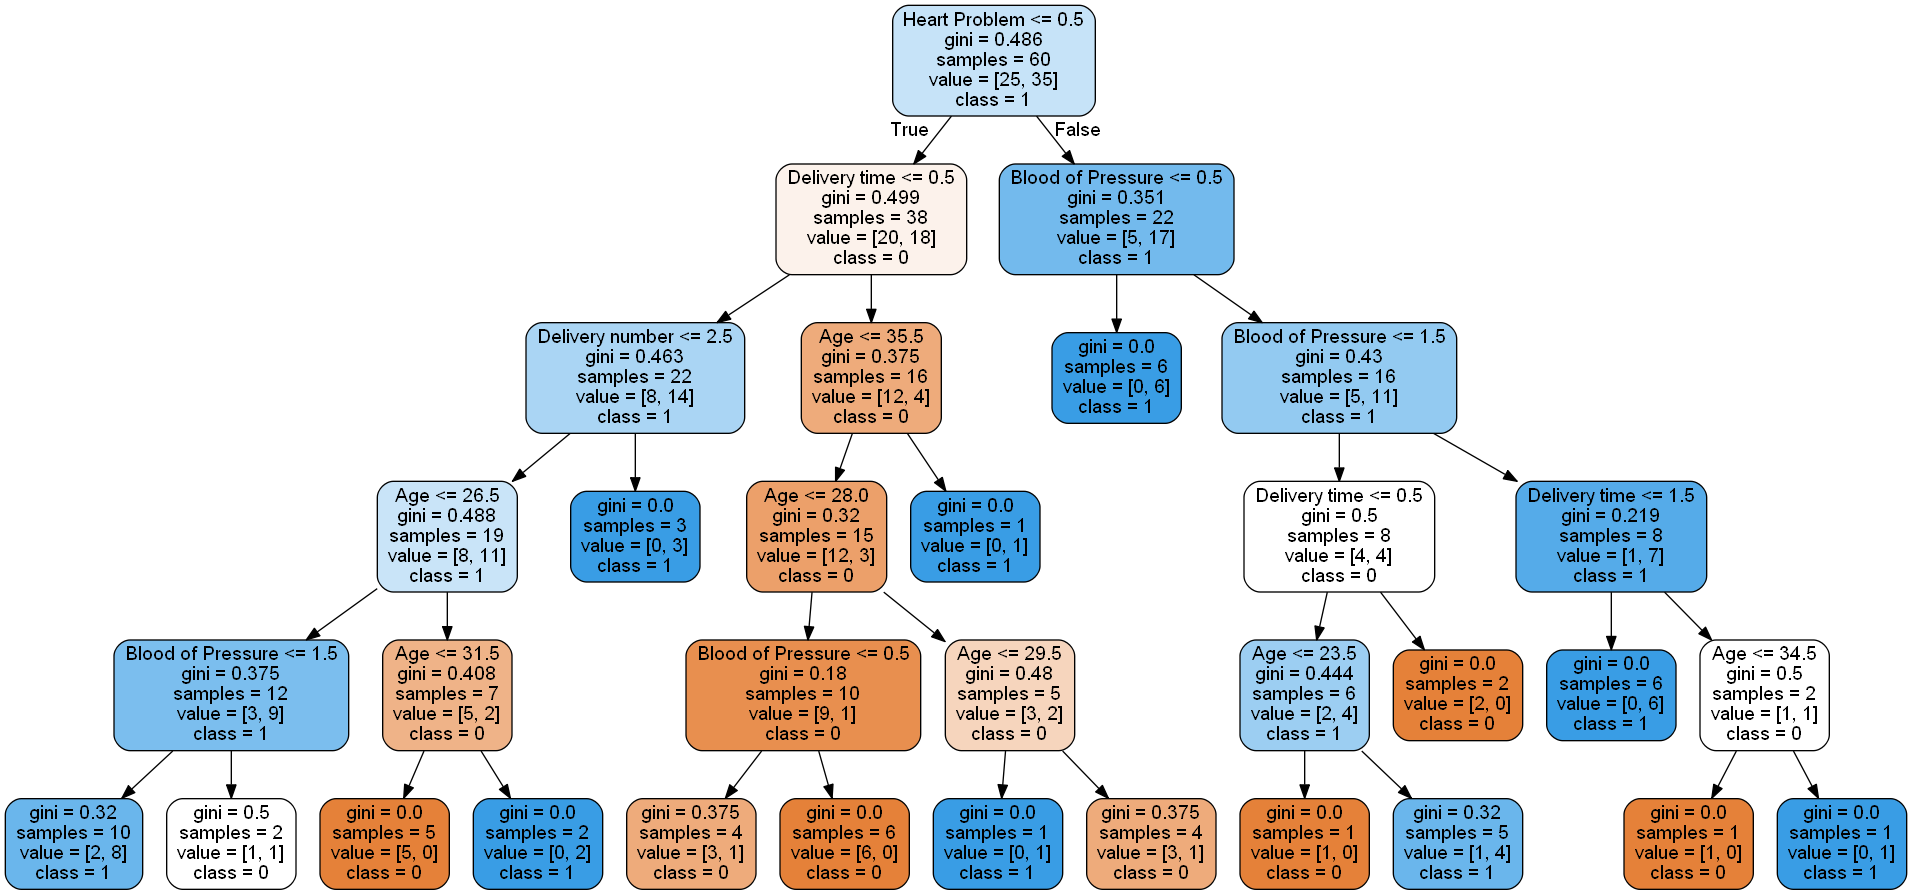 Heart Problem <= 0.5
gini = 0.486
samples = 60
value = [25, 35]
class = 1
True
False
Delivery time <= 0.5
gini = 0.499
samples = 38
value = [20, 18]
class = 0
Blood of Pressure <= 0.5
gini = 0.351
samples = 22
value = [5, 17]
class = 1
Delivery number <= 2.5
gini = 0.463
samples = 22
value = [8, 14]
class = 1
Age <= 35.5
gini = 0.375
samples = 16
value = [12, 4]
class = 0
gini = 0.0
samples = 6
value = [0, 6]
class = 1
Blood of Pressure <= 1.5
gini = 0.43
samples = 16
value = [5, 11]
class = 1
Age <= 26.5
gini = 0.488
samples = 19
value = [8, 11]
class = 1
gini = 0.0
samples = 3
value = [0, 3]
class = 1
Age <= 28.0
gini = 0.32
samples = 15
value = [12, 3]
class = 0
gini = 0.0
samples = 1
value = [0, 1]
class = 1
Delivery time <= 0.5
gini = 0.5
samples = 8
value = [4, 4]
class = 0
Delivery time <= 1.5
gini = 0.219
samples = 8
value = [1, 7]
class = 1
Blood of Pressure <= 1.5
gini = 0.375
samples = 12
value = [3, 9]
class = 1
Age <= 31.5
gini = 0.408
samples = 7
value = [5, 2]
class = 0
Blood of Pressure <= 0.5
gini = 0.18
samples = 10
value = [9, 1]
class = 0
Age <= 29.5
gini = 0.48
samples = 5
value = [3, 2]
class = 0
Age <= 23.5
gini = 0.444
samples = 6
value = [2, 4]
class = 1
gini = 0.0
samples = 2
value = [2, 0]
class = 0
gini = 0.0
samples = 6
value = [0, 6]
class = 1
Age <= 34.5
gini = 0.5
samples = 2
value = [1, 1]
class = 0
gini = 0.32
samples = 10
value = [2, 8]
class = 1
gini = 0.5
samples = 2
value = [1, 1]
class = 0
gini = 0.0
samples = 5
value = [5, 0]
class = 0
gini = 0.0
samples = 2
value = [0, 2]
class = 1
gini = 0.375
samples = 4
value = [3, 1]
class = 0
gini = 0.0
samples = 6
value = [6, 0]
class = 0
gini = 0.0
samples = 1
value = [0, 1]
class = 1
gini = 0.375
samples = 4
value = [3, 1]
class = 0
gini = 0.0
samples = 1
value = [1, 0]
class = 0
gini = 0.32
samples = 5
value = [1, 4]
class = 1
gini = 0.0
samples = 1
value = [1, 0]
class = 0
gini = 0.0
samples = 1
value = [0, 1]
class = 1